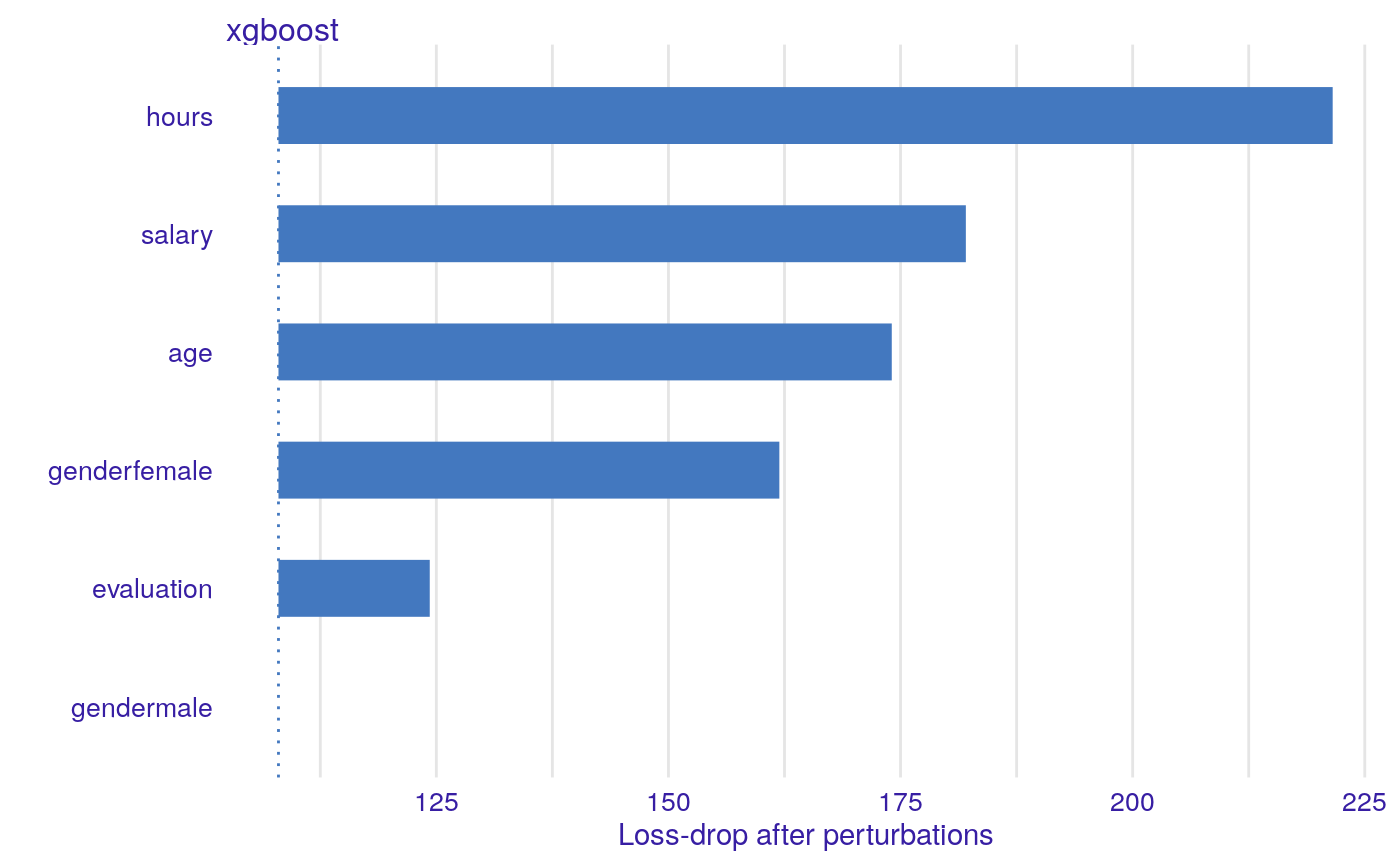 xgboost
hours
salary
age
genderfemale
evaluation
gendermale
125 150 175 200 225
Loss-drop after perturbations